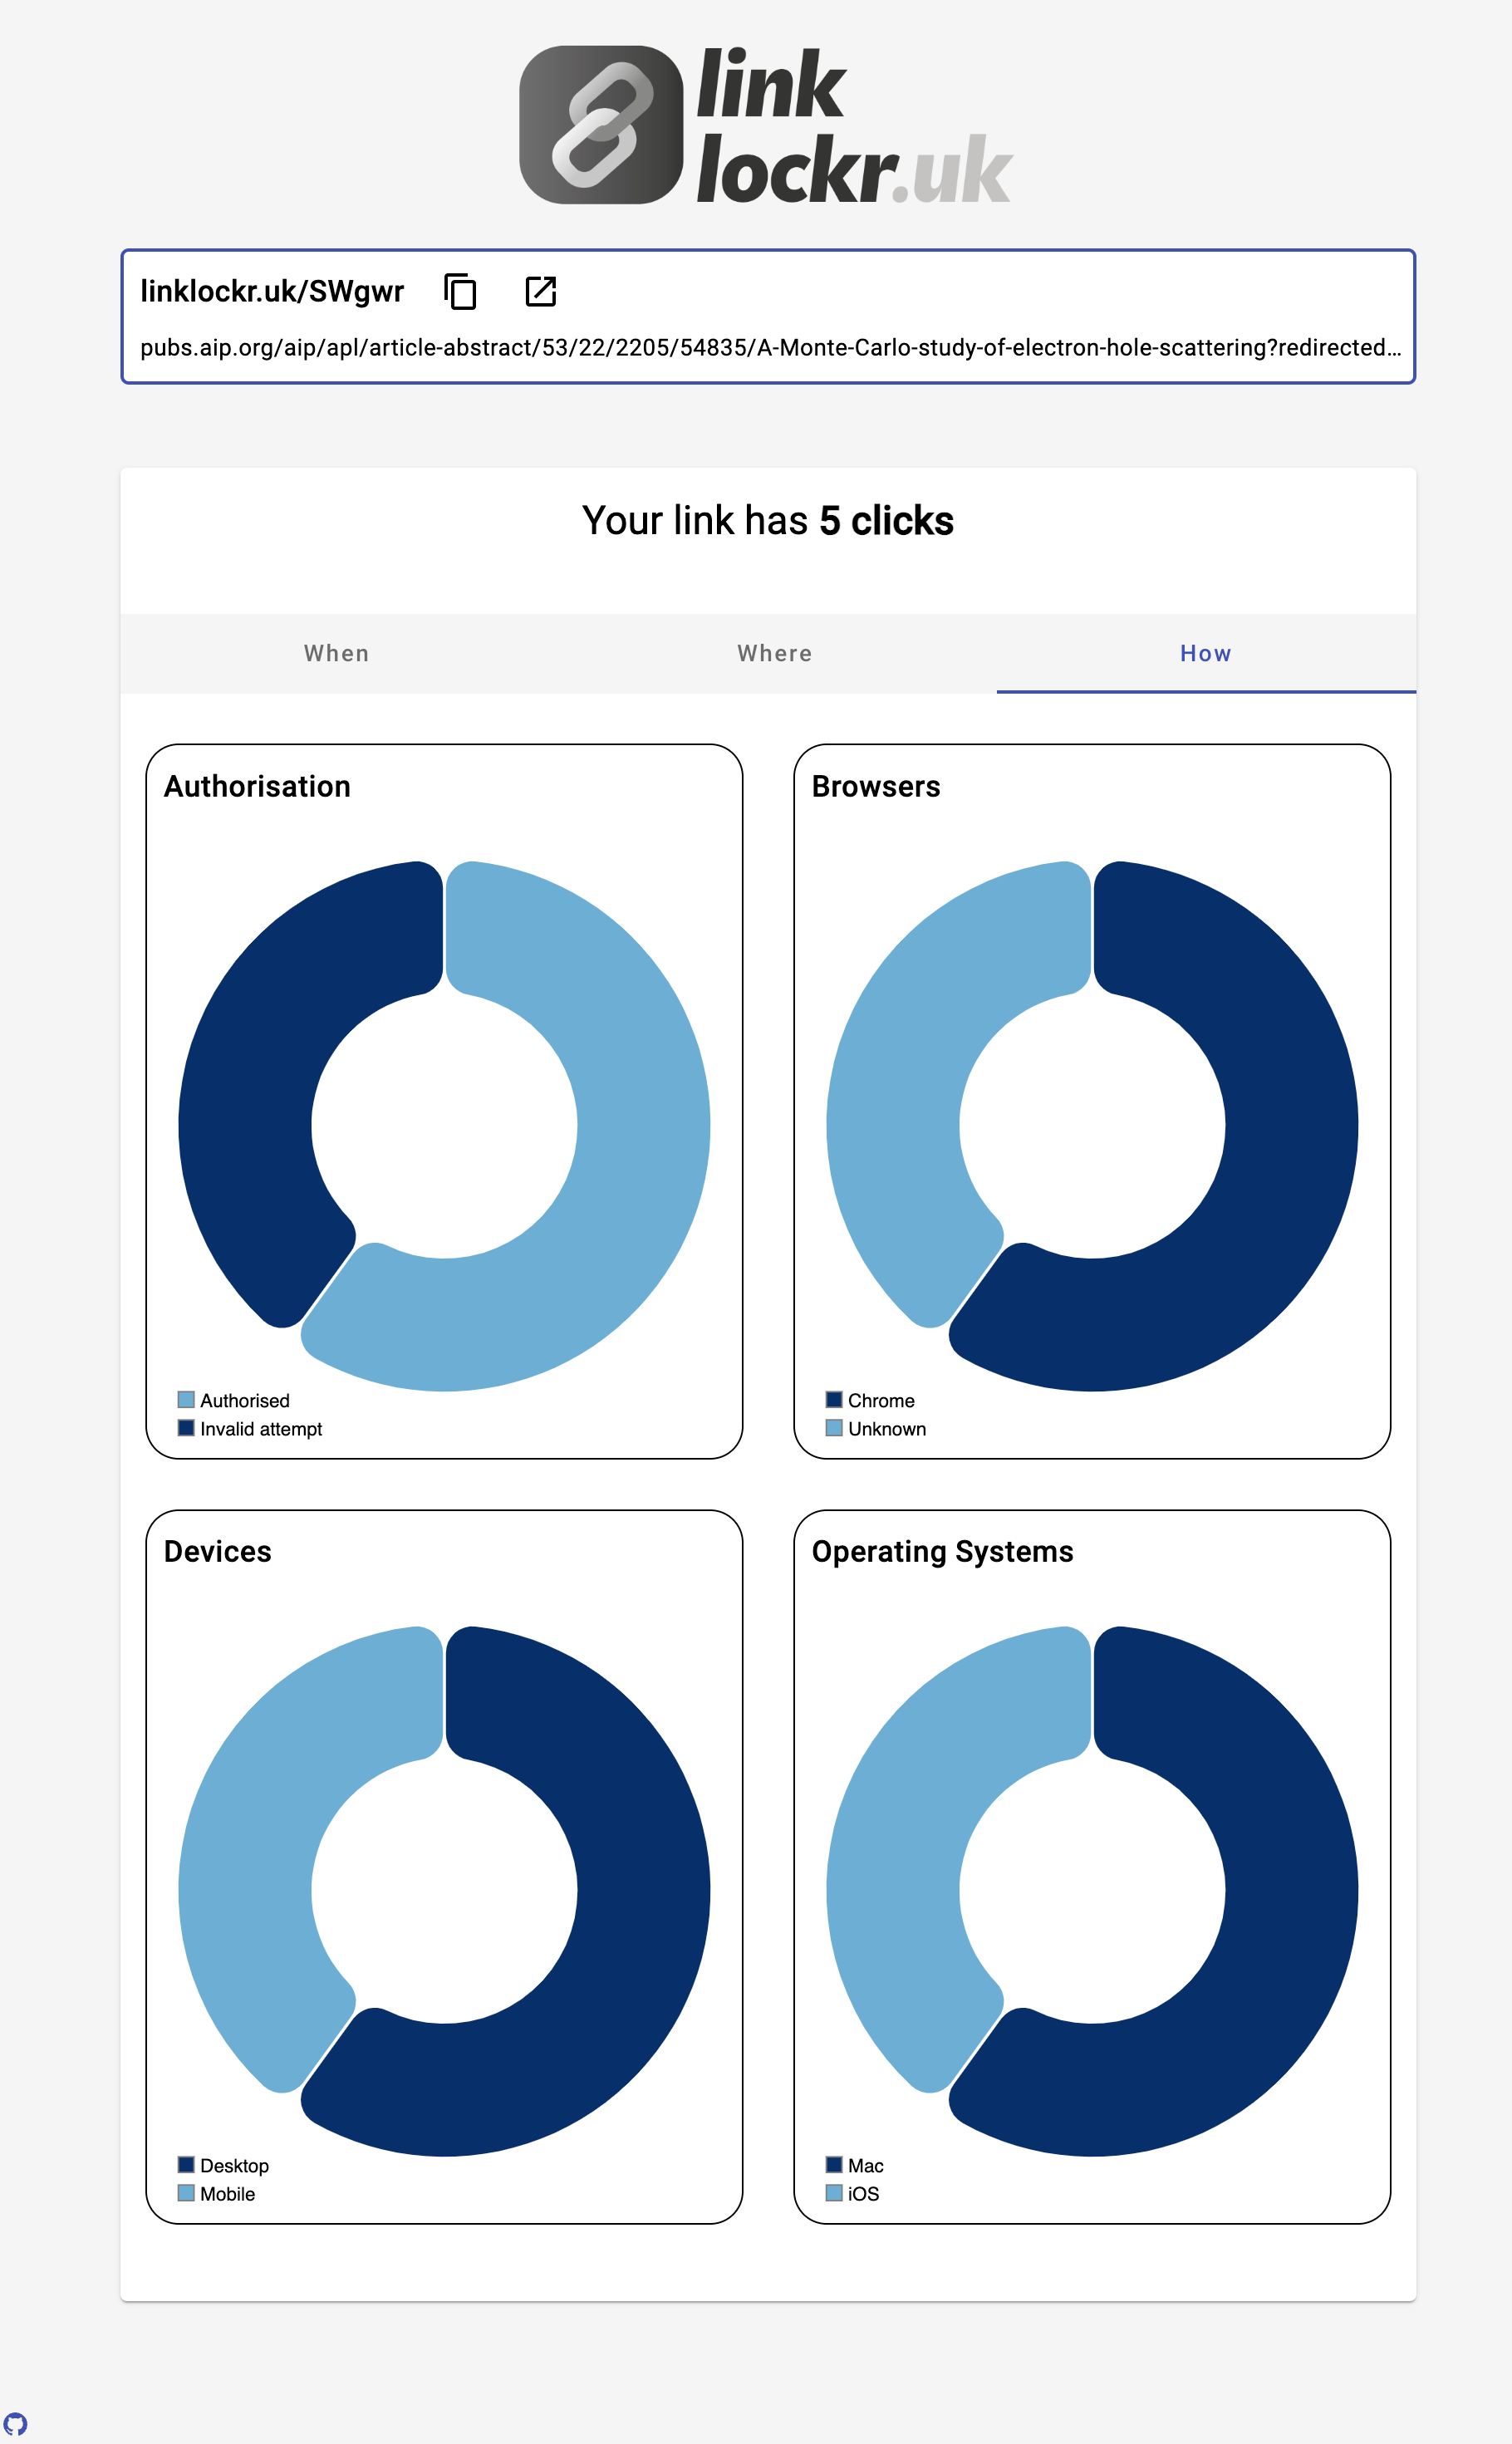 link
lockr.uk
linklockr.uk/SWgwr
pubs.aip.org/aip/apl/article-abstract/53/22/2205/54835/A-Monte-Carlo-study-of-electron-hole-scattering?redirected...
Your link has 5 clicks
When Where How
Authorisation
Authorised
Invalid attempt
Browsers
Chrome
Unknown
Devices
Desktop
Mobile
Operating Systems
Mac
iOS